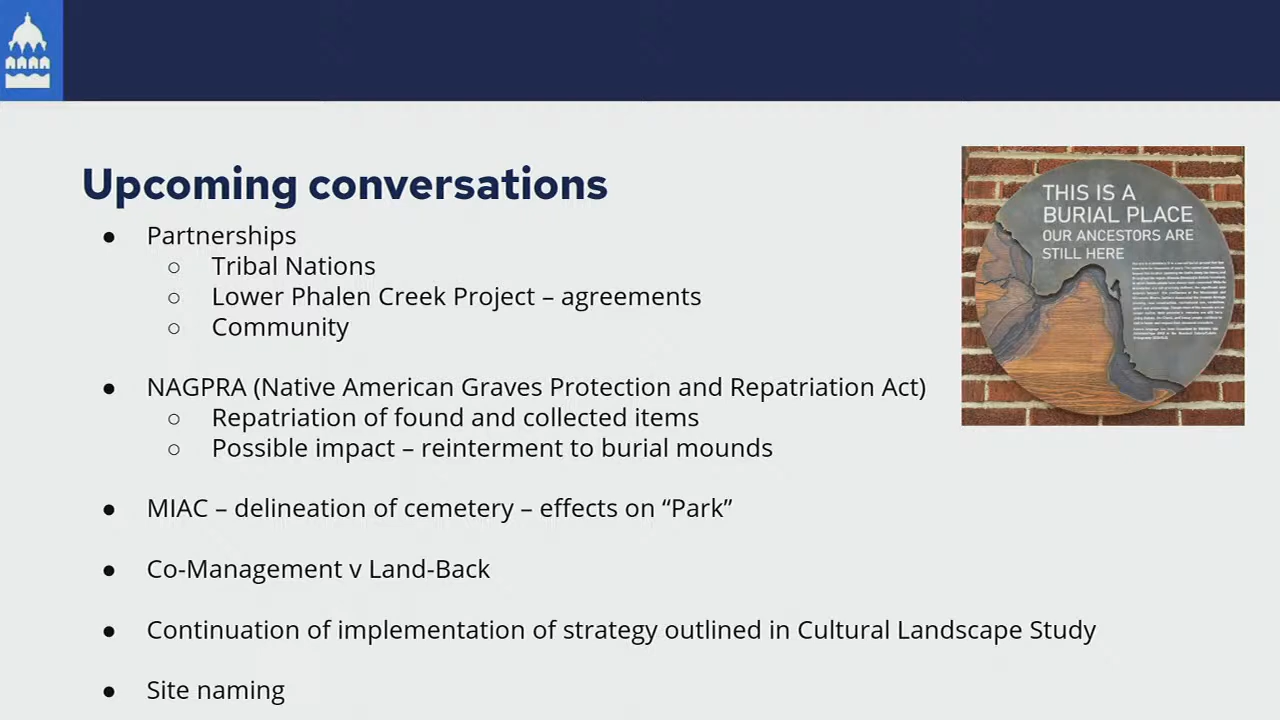 Upcoming conversations
● Partnerships
○ Tribal Nations
○ Lower Phalen Creek Project – agreements
○ Community
● NAGPRA (Native American Graves Protection and Repatriation Act)
○ Repatriation of found and collected items
○ Possible impact – reinterment to burial mounds
● MIAC – delineation of cemetery – effects on “Park”
● Co-Management v Land-Back
● Continuation of implementation of strategy outlined in Cultural Landscape Study
● Site naming
THIS IS A
BURIAL PLACE
OUR ANCESTORS ARE
STILL HERE